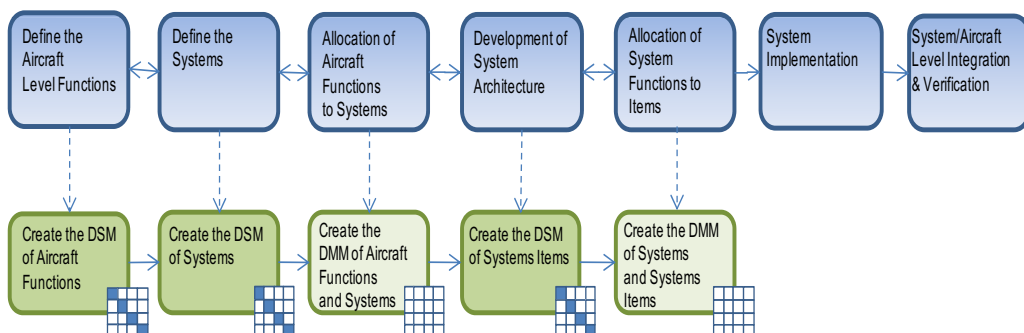 Define the
Aircraft
Level Functions
Define the
Systems
Allocation of
Aircraft
Functions
to Systems
Development of
System
Architecture
Allocation of
System
Functions to
Items
System
Implementation
System/Aircraft
Level Integration
& Verification
Create the DSM
of Aircraft
Functions
Create the DSM
of Systems
Create the
DMM of Aircraft
Functions
and Systems
Create the DSM
of Systems Items
Create the DMM
of Systems
and Systems
Items